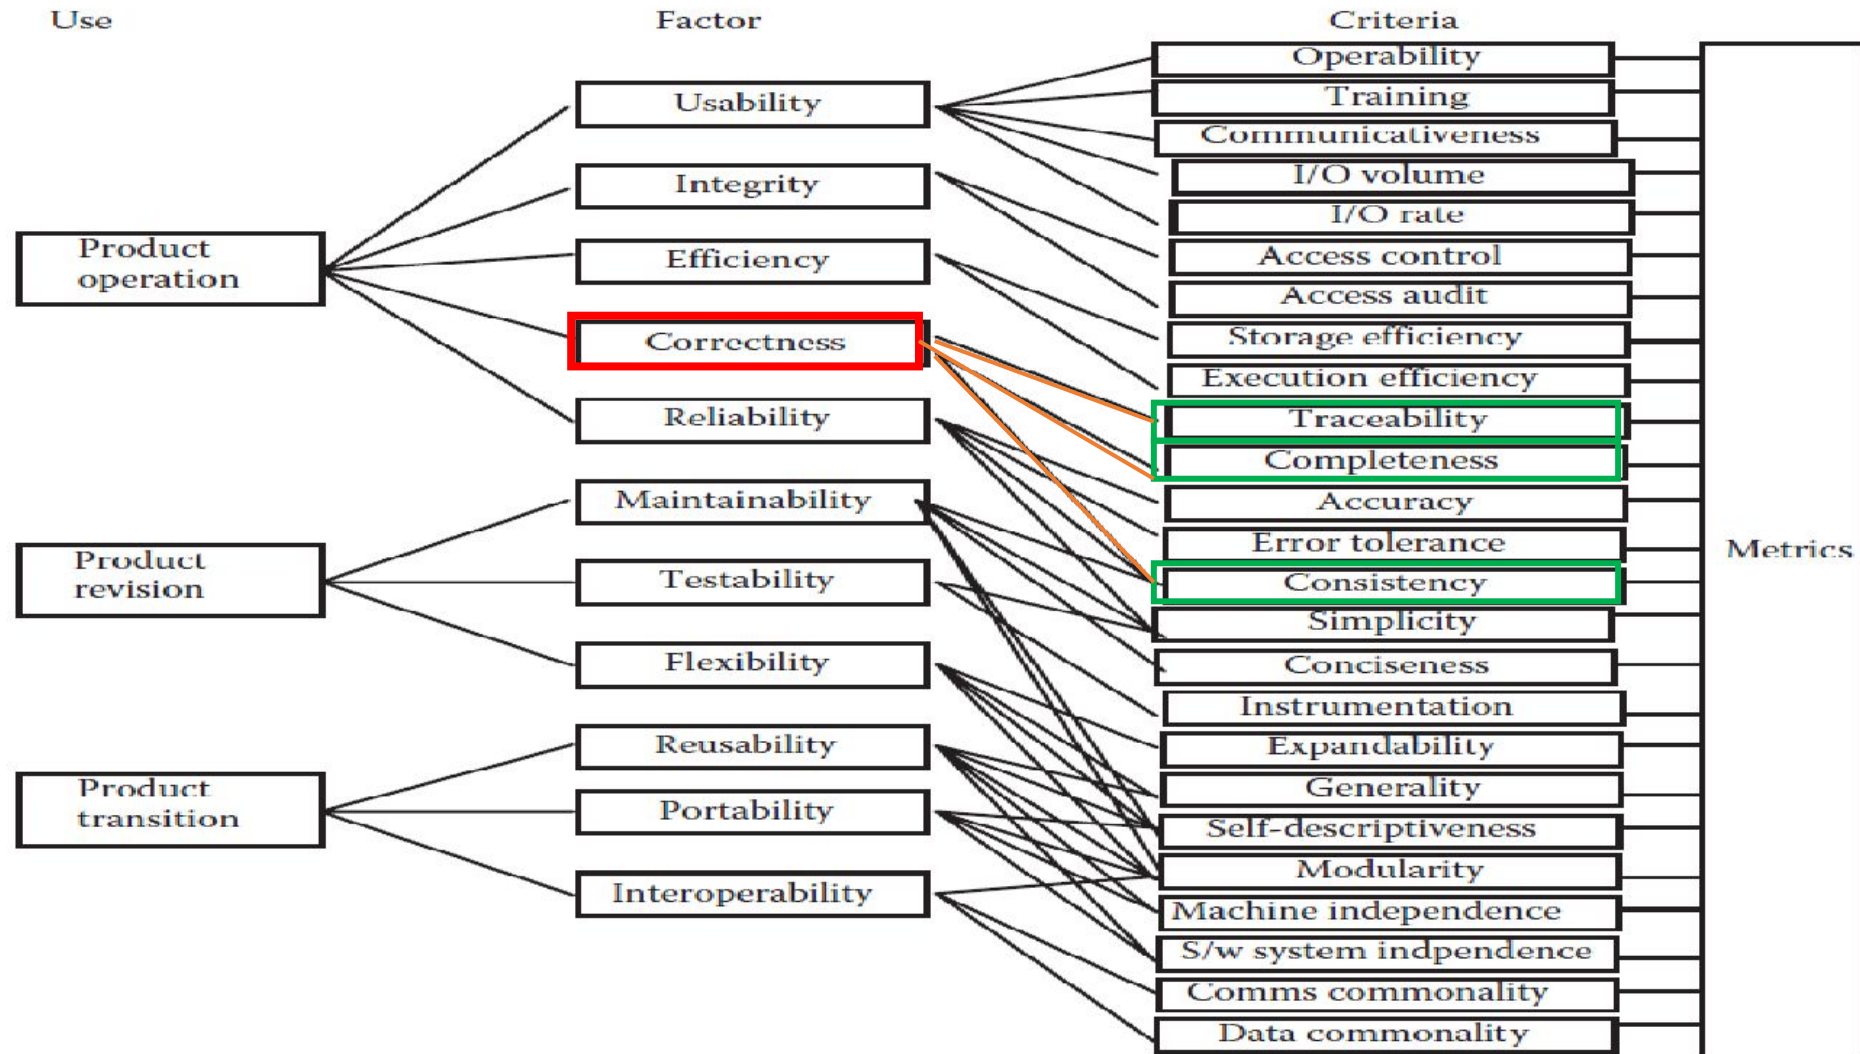 Use
Factor
Criteria
Product
operation
Product
revision
Product
transition
Usability
Integrity
Efficiency
Correctness
Reliability
Maintainability
Testability
Flexibility
Reusability
Portability
Interoperability
Operability
Training
Communicativeness
I/O volume
I/O rate
Access control
Access audit
Storage efficiency
Execution efficiency
Traceability
Completeness
Accuracy
Error tolerance
Consistency
Simplicity
Conciseness
Instrumentation
Expandability
Generality
Self-descriptiveness
Modularity
Machine independence
S/w system indpendence
Comms commonality
Data commonality
Metrics